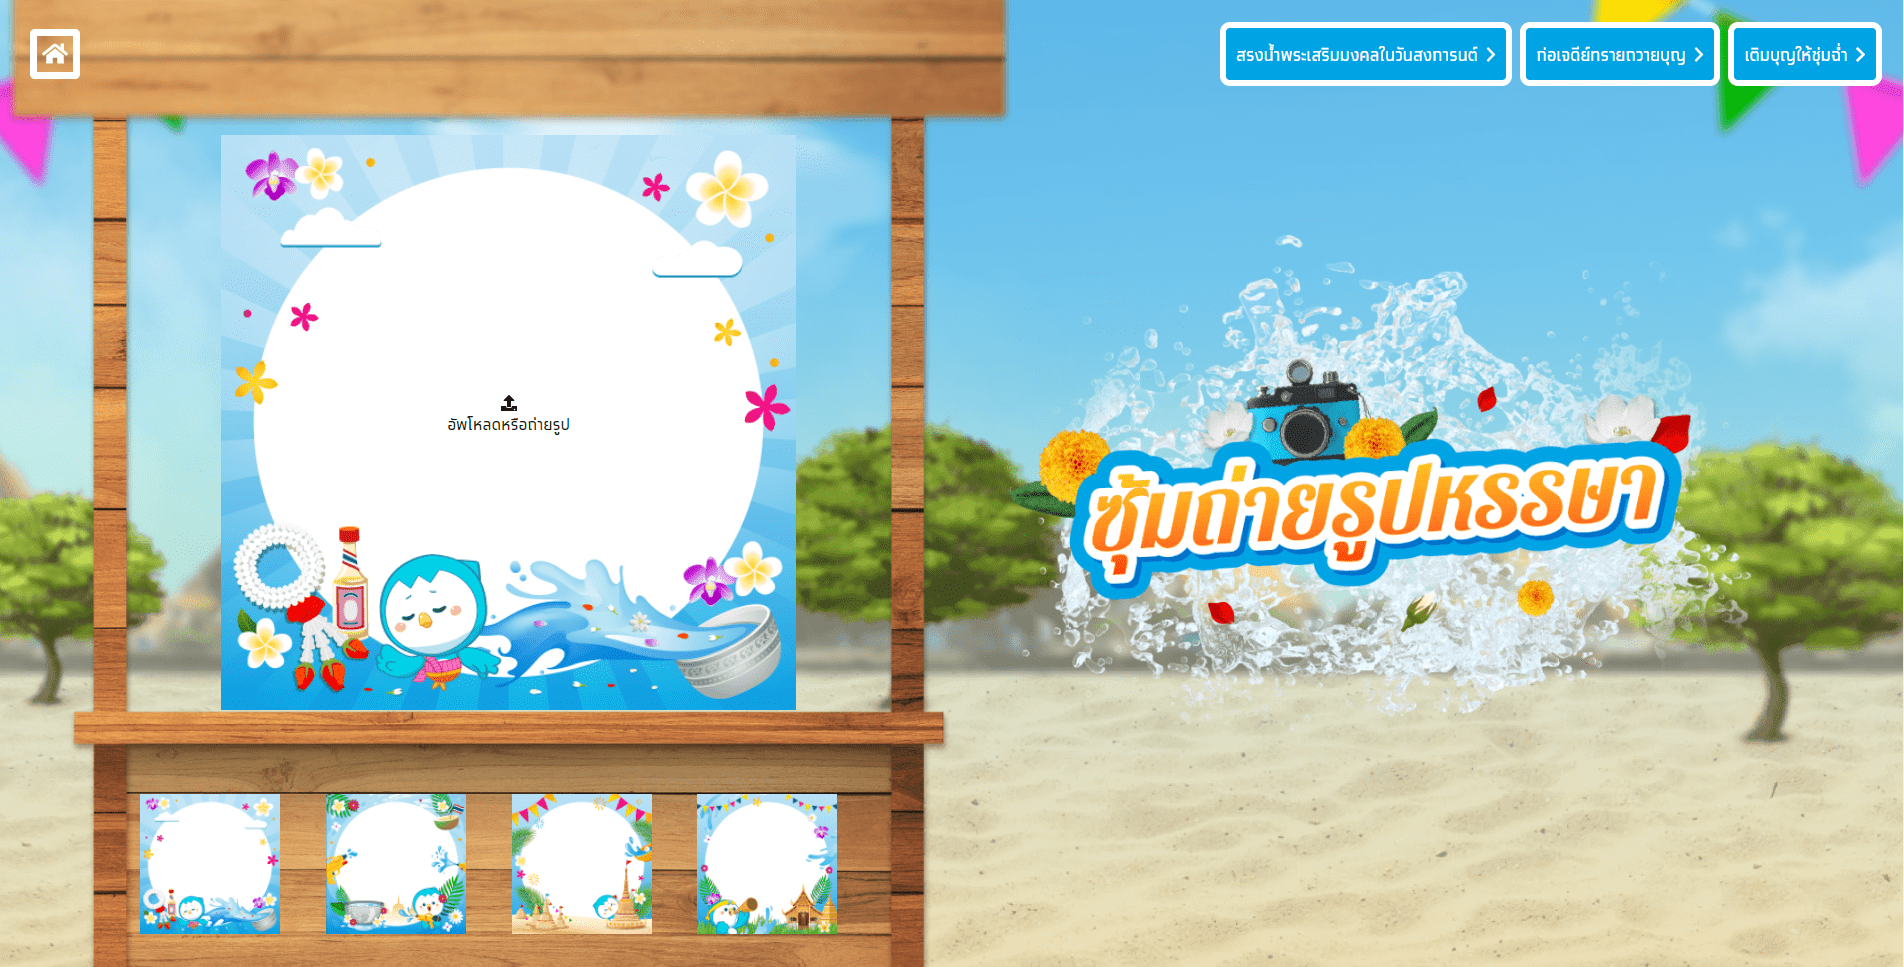 สรงน้ำพระเสริมมงคลในวันสงกรานต์
ก่อเจดีย์ทรายถวายบุญ
เติมบุญให้ชุ่มฉ่ำ
อัพโหลดหรือถ่ายรูป
ซุ้มถ่ายรูปหรรษา